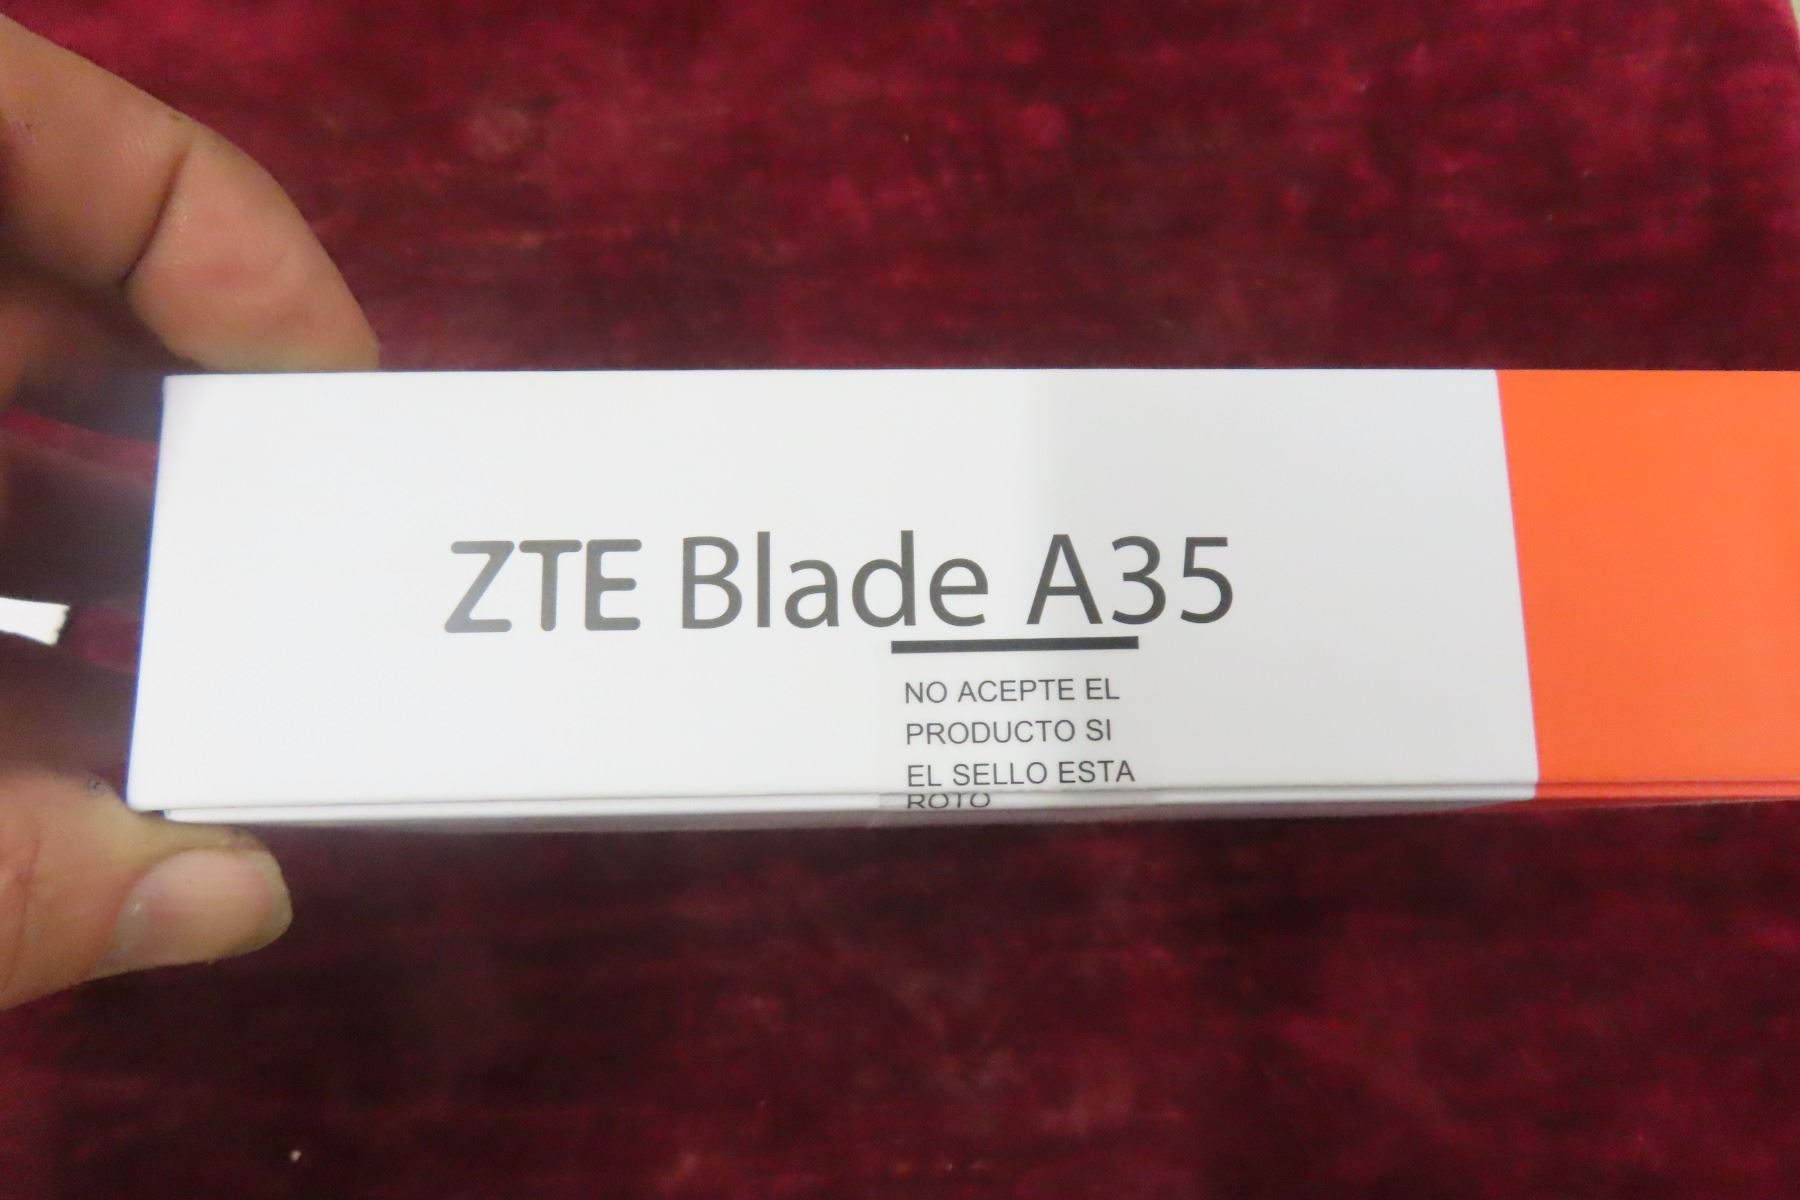 ZTE Blade A35
NO ACEPTE EL
PRODUCTO SI
EL SELLO ESTA
ROTO